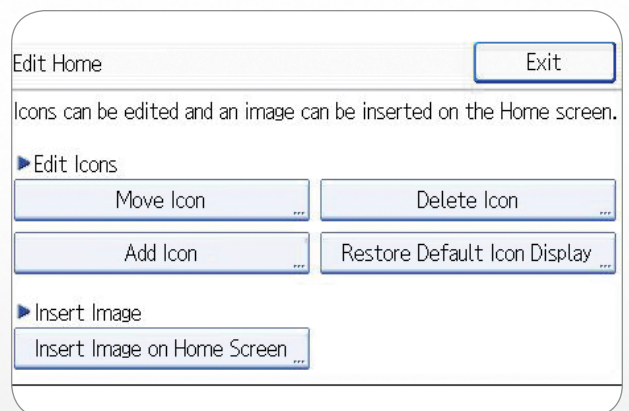 Edit Home
Exit
Icons can be edited and an image can be inserted on the Home screen.
Edit Icons
Move Icon ...
Delete Icon ...
Add Icon ...
Restore Default Icon Display ...
Insert Image
Insert Image on Home Screen ...